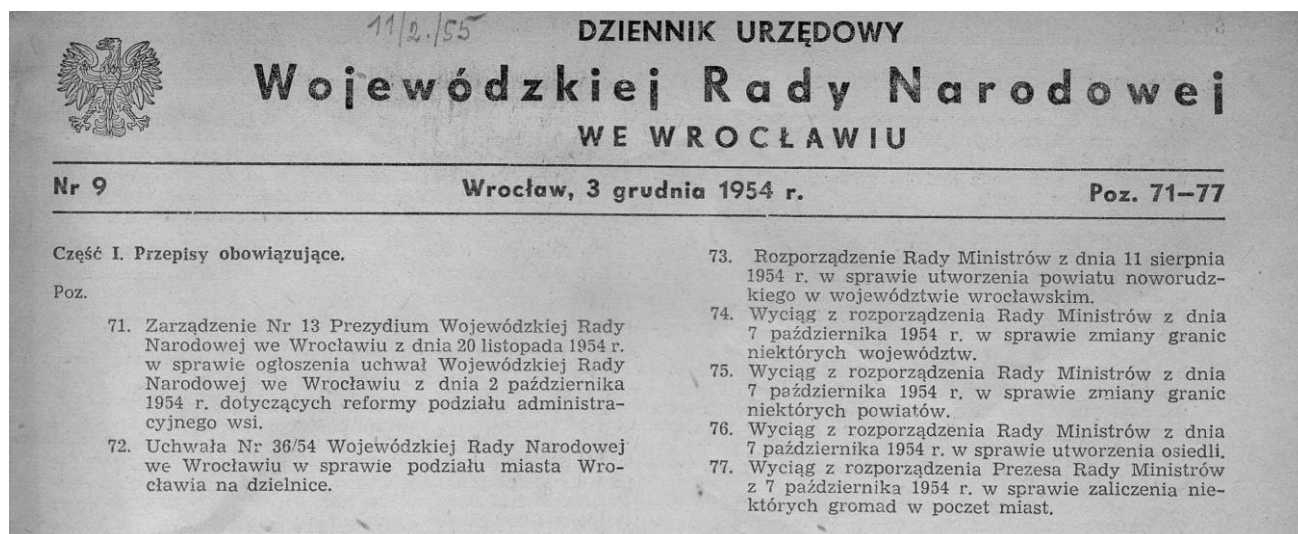 11/2./55
DZIENNIK URZĘDOWY
Wojewódzkiej Rady Narodowej
WE WROCŁAWIU
Nr 9 Wrocław, 3 grudnia 1954 r. Poz. 71—77
Część I. Przepisy obowiązujące.
Poz.
71. Zarządzenie Nr 13 Prezydium Wojewódzkiej Rady
Narodowej we Wrocławiu z dnia 20 listopada 1954 r.
w sprawie ogłoszenia uchwał Wojewódzkiej Rady
Narodowej we Wrocławiu z dnia 2 października
1954 r. dotyczących reformy podziału administra-
cyjnego wsi.
72. Uchwała Nr 36/54 Wojewódzkiej Rady Narodowej
we Wrocławiu w sprawie podziału miasta Wro-
cławia na dzielnice.
73. Rozporządzenie Rady Ministrów z dnia 11 sierpnia
1954 r. w sprawie utworzenia powiatu noworudz-
kiego w województwie wrocławskim.
74. Wyciąg z rozporządzenia Rady Ministrów z dnia
7 października 1954 r. w sprawie zmiany granic
niektórych województw.
75. Wyciąg z rozporządzenia Rady Ministrów z dnia
7 października 1954 r. w sprawie zmiany granic
niektórych powiatów.
76. Wyciąg z rozporządzenia Rady Ministrów z dnia
7 października 1954 r. w sprawie utworzenia osiedli.
77. Wyciąg z rozporządzenia Prezesa Rady Ministrów
z 7 października 1954 r. w sprawie zaliczenia nie-
których gromad w poczet miast.